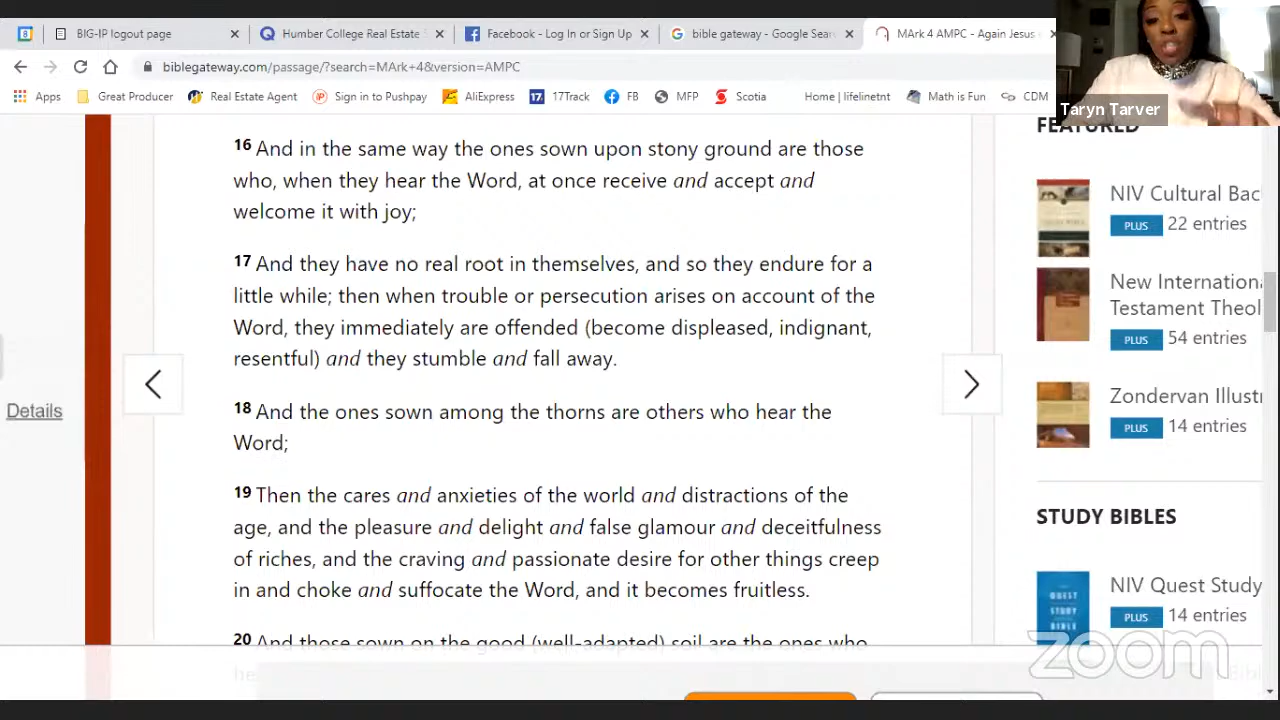 8 BIG-IP logout page Humber College Real Estate Facebook - Log In or Sign Up bible gateway - Google Sear MArk 4 AMPC - Again Jesus
biblegateway.com/passage/?search=MArk+4&version=AMPC
Apps Great Producer Real Estate Agent Sign in to Pushpay AliExpress 17 17Track FB MFP Scotia Home | lifelinetnt Math is Fun CDM
Taryn Tarver
16 And in the same way the ones sown upon stony ground are those
who, when they hear the Word, at once receive and accept and
welcome it with joy;
17 And they have no real root in themselves, and so they endure for a
little while; then when trouble or persecution arises on account of the
Word, they immediately are offended (become displeased, indignant,
resentful) and they stumble and fall away.
18 And the ones sown among the thorns are others who hear the
Word;
19 Then the cares and anxieties of the world and distractions of the
age, and the pleasure and delight and false glamour and deceitfulness
of riches, and the craving and passionate desire for other things creep
in and choke and suffocate the Word, and it becomes fruitless.
20 And those sown on the good (well-adapted) soil are the ones who
he
Details
FEATURED
NIV Cultural Bac
PLUS 22 entries
New Internationa
Testament Theol
PLUS 54 entries
Zondervan Illustr
PLUS 14 entries
STUDY BIBLES
QUEST
STUDY
BIBLE
NIV Quest Study
PLUS 14 entries
zoom